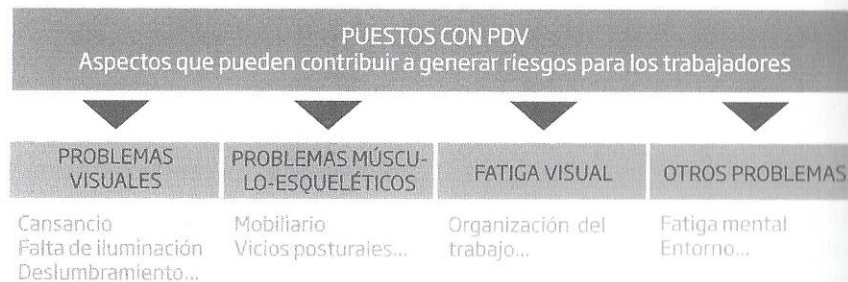 PUESTOS CON PDV
Aspectos que pueden contribuir a generar riesgos para los trabajadores
PROBLEMAS
VISUALES
Cansancio
Falta de iluminación
Deslumbramiento...
PROBLEMAS MÚSCU-
LO-ESQUELÉTICOS
Mobiliario
Vicios posturales...
FATIGA VISUAL
Organización del
trabajo...
OTROS PROBLEMAS
Fatiga mental
Entorno...